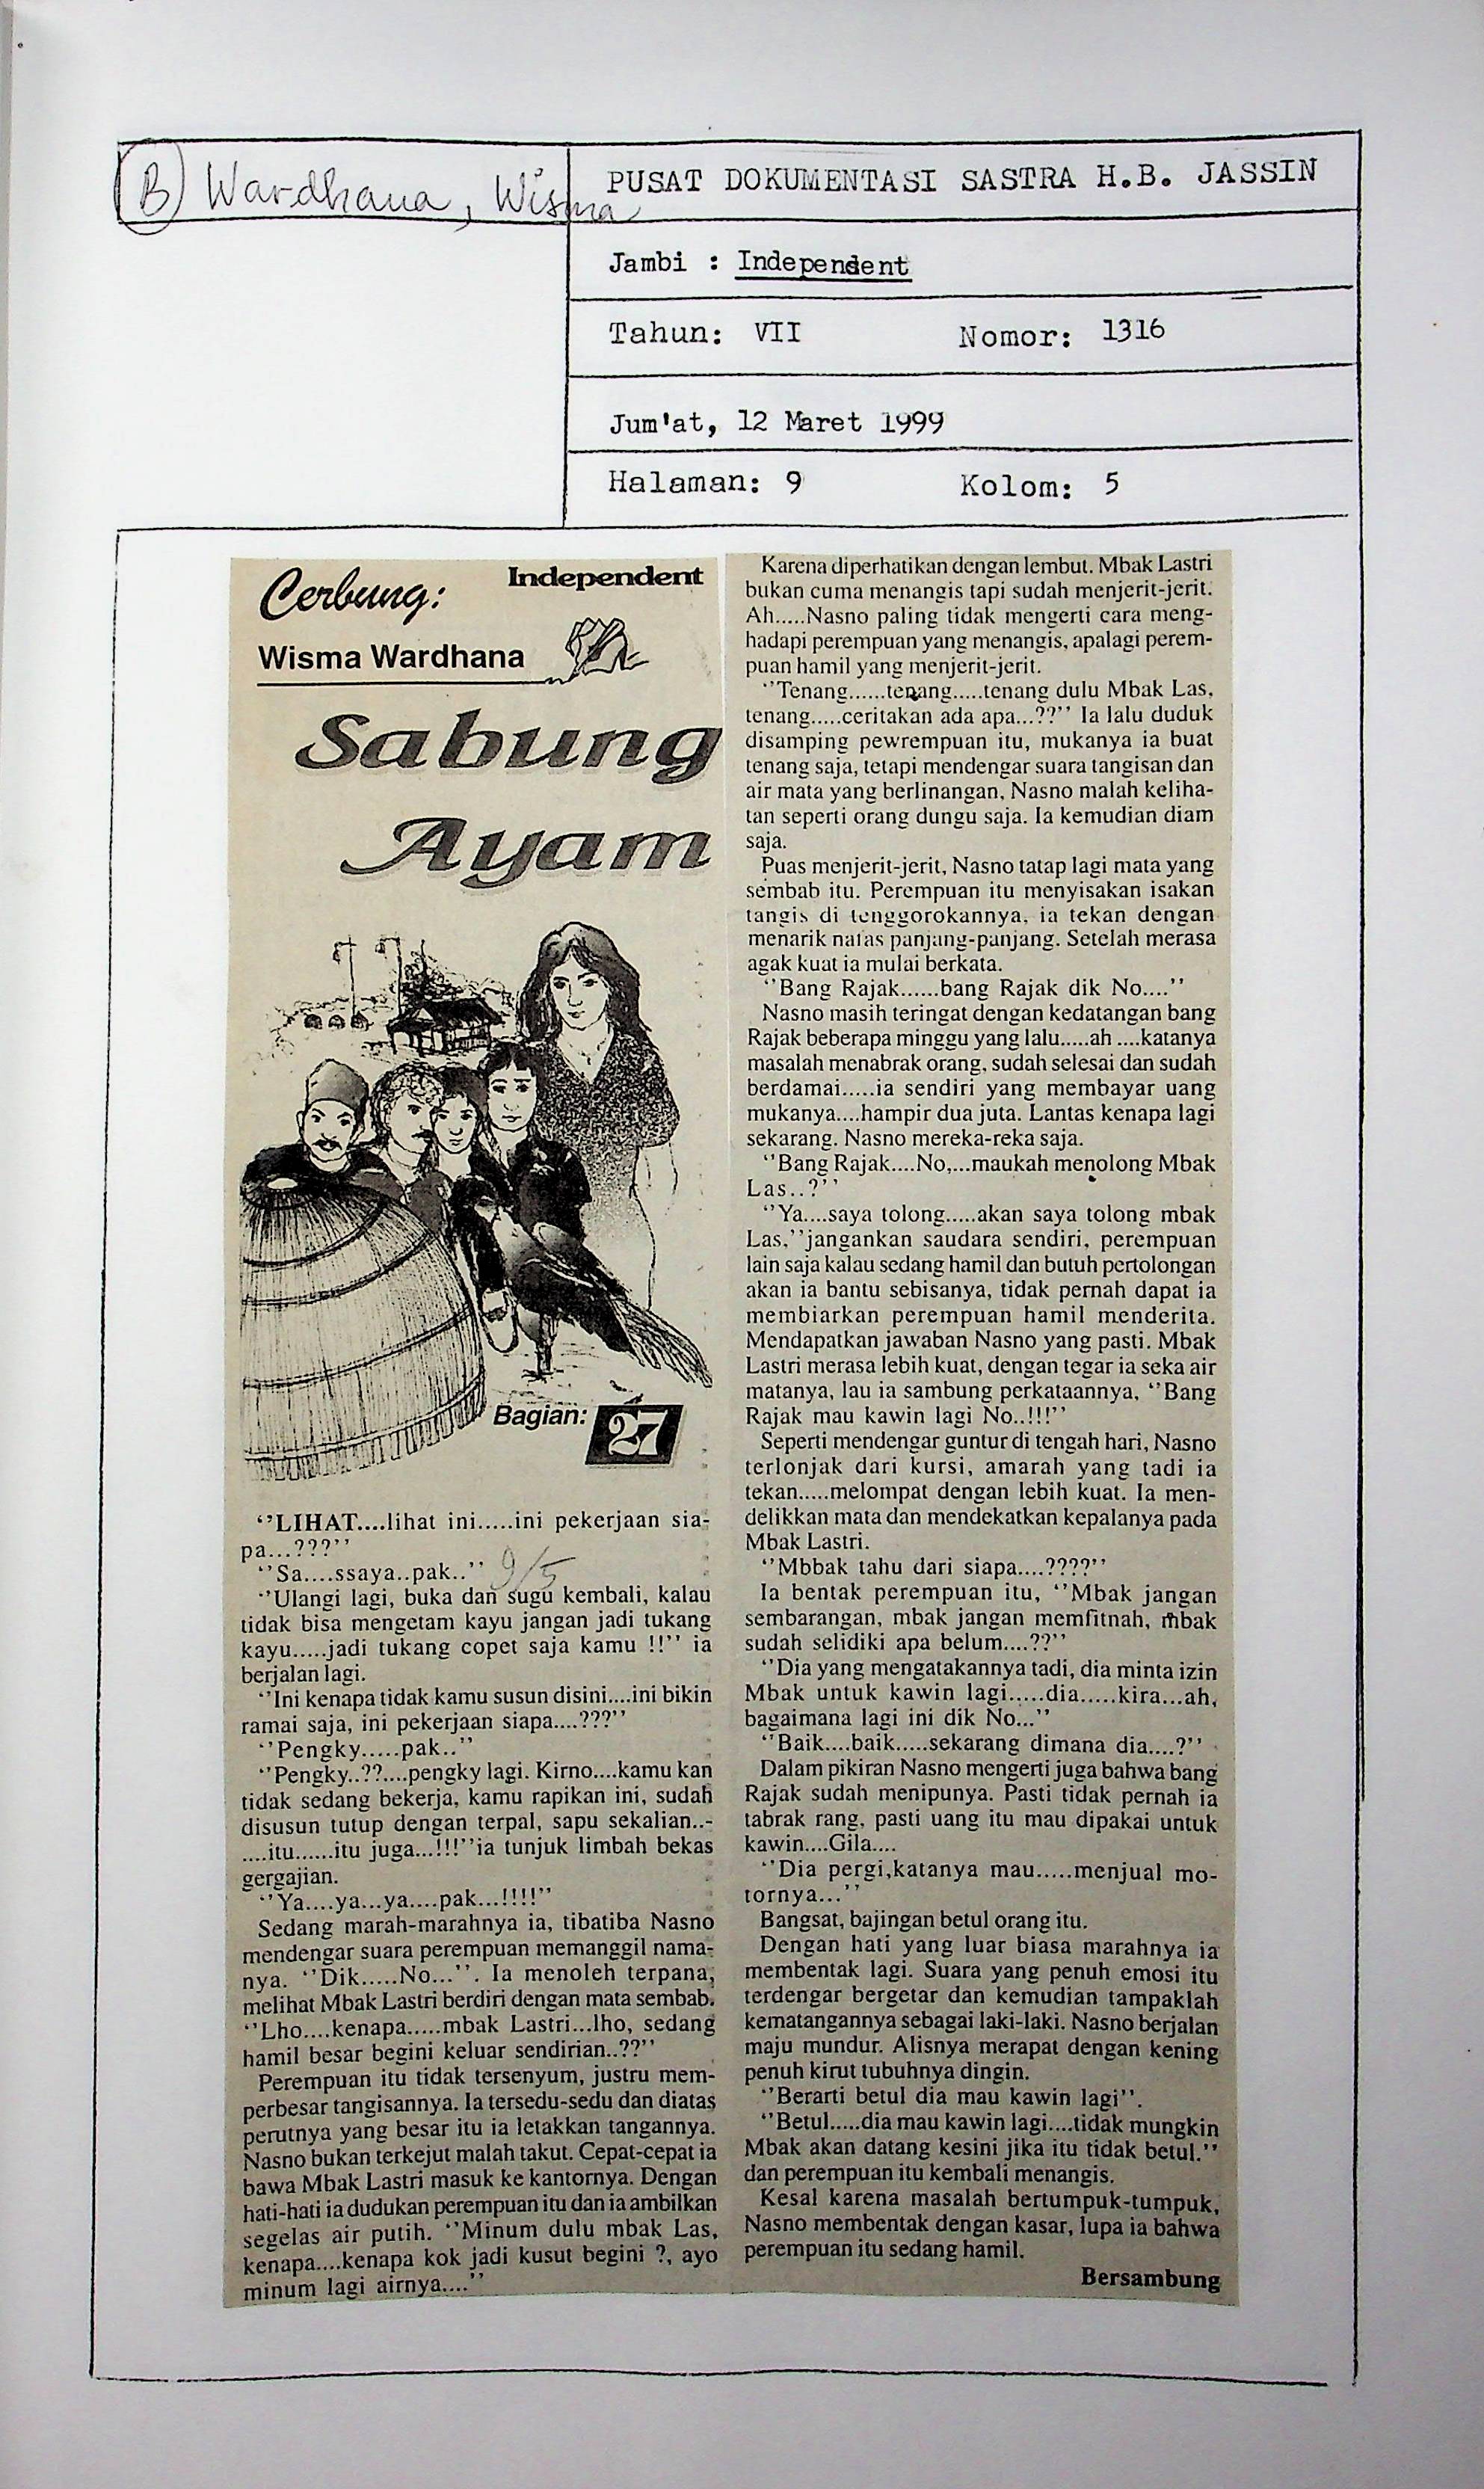 (B) Wardhana, Wisma
PUSAT DOKUMENTASI SASTRA H.B. JASSIN
Jambi : Independent
Tahun: VII Nomor: 1316
Jum'at, 12 Maret 1999
Halaman: 9 Kolom: 5
Cerbung:
Independent
Wisma Wardhana
Sabung
Ayam
Bagian: 27
‘’LIHAT....lihat ini.....ini pekerjaan sia-
pa...???’’
‘’Sa....ssaya..pak..’’
9/5
‘’Ulangi lagi, buka dan sugu kembali, kalau
tidak bisa mengetam kayu jangan jadi tukang
kayu.....jadi tukang copet saja kamu !!’’ ia
berjalan lagi.
‘’Ini kenapa tidak kamu susun disini....ini bikin
ramai saja, ini pekerjaan siapa....???’’
‘’Pengky.....pak..’’
‘’Pengky..??....pengky lagi. Kirno....kamu kan
tidak sedang bekerja, kamu rapikan ini, sudah
disusun tutup dengan terpal, sapu sekalian..-
....itu......itu juga...!!!’’ia tunjuk limbah bekas
gergajian.
‘’Ya....ya...ya....pak...!!!!’’
Sedang marah-marahnya ia, tibatiba Nasno
mendengar suara perempuan memanggil nama-
nya. ‘’Dik.....No...’’. Ia menoleh terpana,
melihat Mbak Lastri berdiri dengan mata sembab.
‘’Lho....kenapa.....mbak Lastri...lho, sedang
hamil besar begini keluar sendirian..??’’
Perempuan itu tidak tersenyum, justru mem-
perbesar tangisannya. Ia tersedu-sedu dan diatas
perutnya yang besar itu ia letakkan tangannya.
Nasno bukan terkejut malah takut. Cepat-cepat ia
bawa Mbak Lastri masuk ke kantornya. Dengan
hati-hati ia dudukan perempuan itu dan ia ambilkan
segelas air putih. ‘’Minum dulu mbak Las,
kenapa....kenapa kok jadi kusut begini ?, ayo
minum lagi airnya....’’
Karena diperhatikan dengan lembut. Mbak Lastri
bukan cuma menangis tapi sudah menjerit-jerit.
Ah.....Nasno paling tidak mengerti cara meng-
hadapi perempuan yang menangis, apalagi perem-
puan hamil yang menjerit-jerit.
‘’Tenang......tenang.....tenang dulu Mbak Las,
tenang.....ceritakan ada apa...??’’ Ia lalu duduk
disamping pewrempuan itu, mukanya ia buat
tenang saja, tetapi mendengar suara tangisan dan
air mata yang berlinangan, Nasno malah keliha-
tan seperti orang dungu saja. Ia kemudian diam
saja.
Puas menjerit-jerit, Nasno tatap lagi mata yang
sembab itu. Perempuan itu menyisakan isakan
tangis di tenggorokannya, ia tekan dengan
menarik nafas panjang-panjang. Setelah merasa
agak kuat ia mulai berkata.
‘’Bang Rajak......bang Rajak dik No....’’
Nasno masih teringat dengan kedatangan bang
Rajak beberapa minggu yang lalu.....ah ....katanya
masalah menabrak orang, sudah selesai dan sudah
berdamai.....ia sendiri yang membayar uang
mukanya....hampir dua juta. Lantas kenapa lagi
sekarang. Nasno mereka-reka saja.
‘’Bang Rajak....No,...maukah menolong Mbak
Las..?’’
‘’Ya....saya tolong.....akan saya tolong mbak
Las,’’jangankan saudara sendiri, perempuan
lain saja kalau sedang hamil dan butuh pertolongan
akan ia bantu sebisanya, tidak pernah dapat ia
membiarkan perempuan hamil menderita.
Mendapatkan jawaban Nasno yang pasti. Mbak
Lastri merasa lebih kuat, dengan tegar ia seka air
matanya, lau ia sambung perkataannya, ‘’Bang
Rajak mau kawin lagi No..!!!’’
Seperti mendengar guntur di tengah hari, Nasno
terlonjak dari kursi, amarah yang tadi ia
tekan.....melompat dengan lebih kuat. Ia men-
delikkan mata dan mendekatkan kepalanya pada
Mbak Lastri.
‘’Mbbak tahu dari siapa....????’’
Ia bentak perempuan itu, ‘’Mbak jangan
sembarangan, mbak jangan memfitnah, mbak
sudah selidiki apa belum....??’’
‘’Dia yang mengatakannya tadi, dia minta izin
Mbak untuk kawin lagi.....dia.....kira...ah,
bagaimana lagi ini dik No...’’
‘’Baik....baik.....sekarang dimana dia....?’’
Dalam pikiran Nasno mengerti juga bahwa bang
Rajak sudah menipunya. Pasti tidak pernah ia
tabrak rang, pasti uang itu mau dipakai untuk
kawin....Gila....
‘’Dia pergi,katanya mau.....menjual mo-
tornya...’’
Bangsat, bajingan betul orang itu.
Dengan hati yang luar biasa marahnya ia
membentak lagi. Suara yang penuh emosi itu
terdengar bergetar dan kemudian tampaklah
kematangannya sebagai laki-laki. Nasno berjalan
maju mundur. Alisnya merapat dengan kening
penuh kirut tubuhnya dingin.
‘’Berarti betul dia mau kawin lagi’’.
‘’Betul.....dia mau kawin lagi....tidak mungkin
Mbak akan datang kesini jika itu tidak betul.’’
dan perempuan itu kembali menangis.
Kesal karena masalah bertumpuk-tumpuk,
Nasno membentak dengan kasar, lupa ia bahwa
perempuan itu sedang hamil.
Bersambung